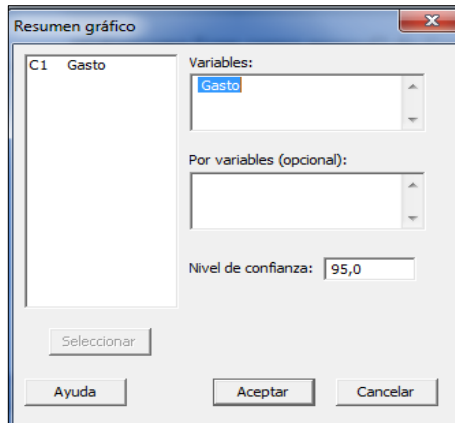 Resumen gráfico
C1 Gasto
Variables:
Gasto
Por variables (opcional):
Nivel de confianza: 95,0
Seleccionar
Ayuda
Aceptar
Cancelar